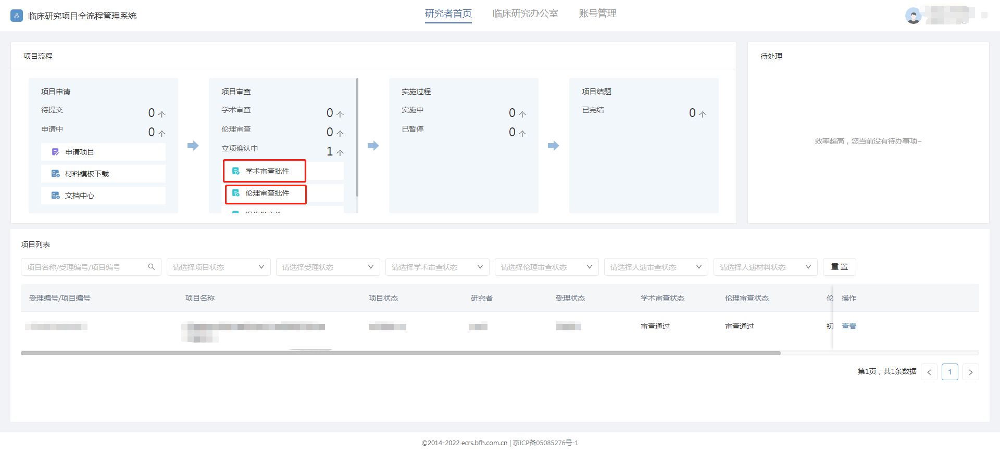 临床研究项目全流程管理系统
研究者首页 临床研究办公室 账号管理
项目流程
项目申请
待提交 0 个
申请中 0 个
申请项目
材料模板下载
文档中心
项目审查
学术审查 0 个
伦理审查 0 个
立项确认中 1 个
学术审查批件
伦理审查批件
实施过程
实施中 0 个
已暂停 0 个
项目结题
已完结 0 个
待处理
效率超高，您当前没有待办事项~
项目列表
项目名称/受理编号/项目编号 请选择项目状态 请选择受理状态 请选择学术审查状态 请选择伦理审查状态 请选择人遗审查状态 请选择人遗材料状态 重 置
受理编号/项目编号 项目名称 项目状态 研究者 受理状态 学术审查状态 伦理审查状态 伦 操作
审查通过 审查通过 初 查看
第1页，共1条数据 < 1 >
©2014-2022 ecrs.bfh.com.cn | 京ICP备05085276号-1